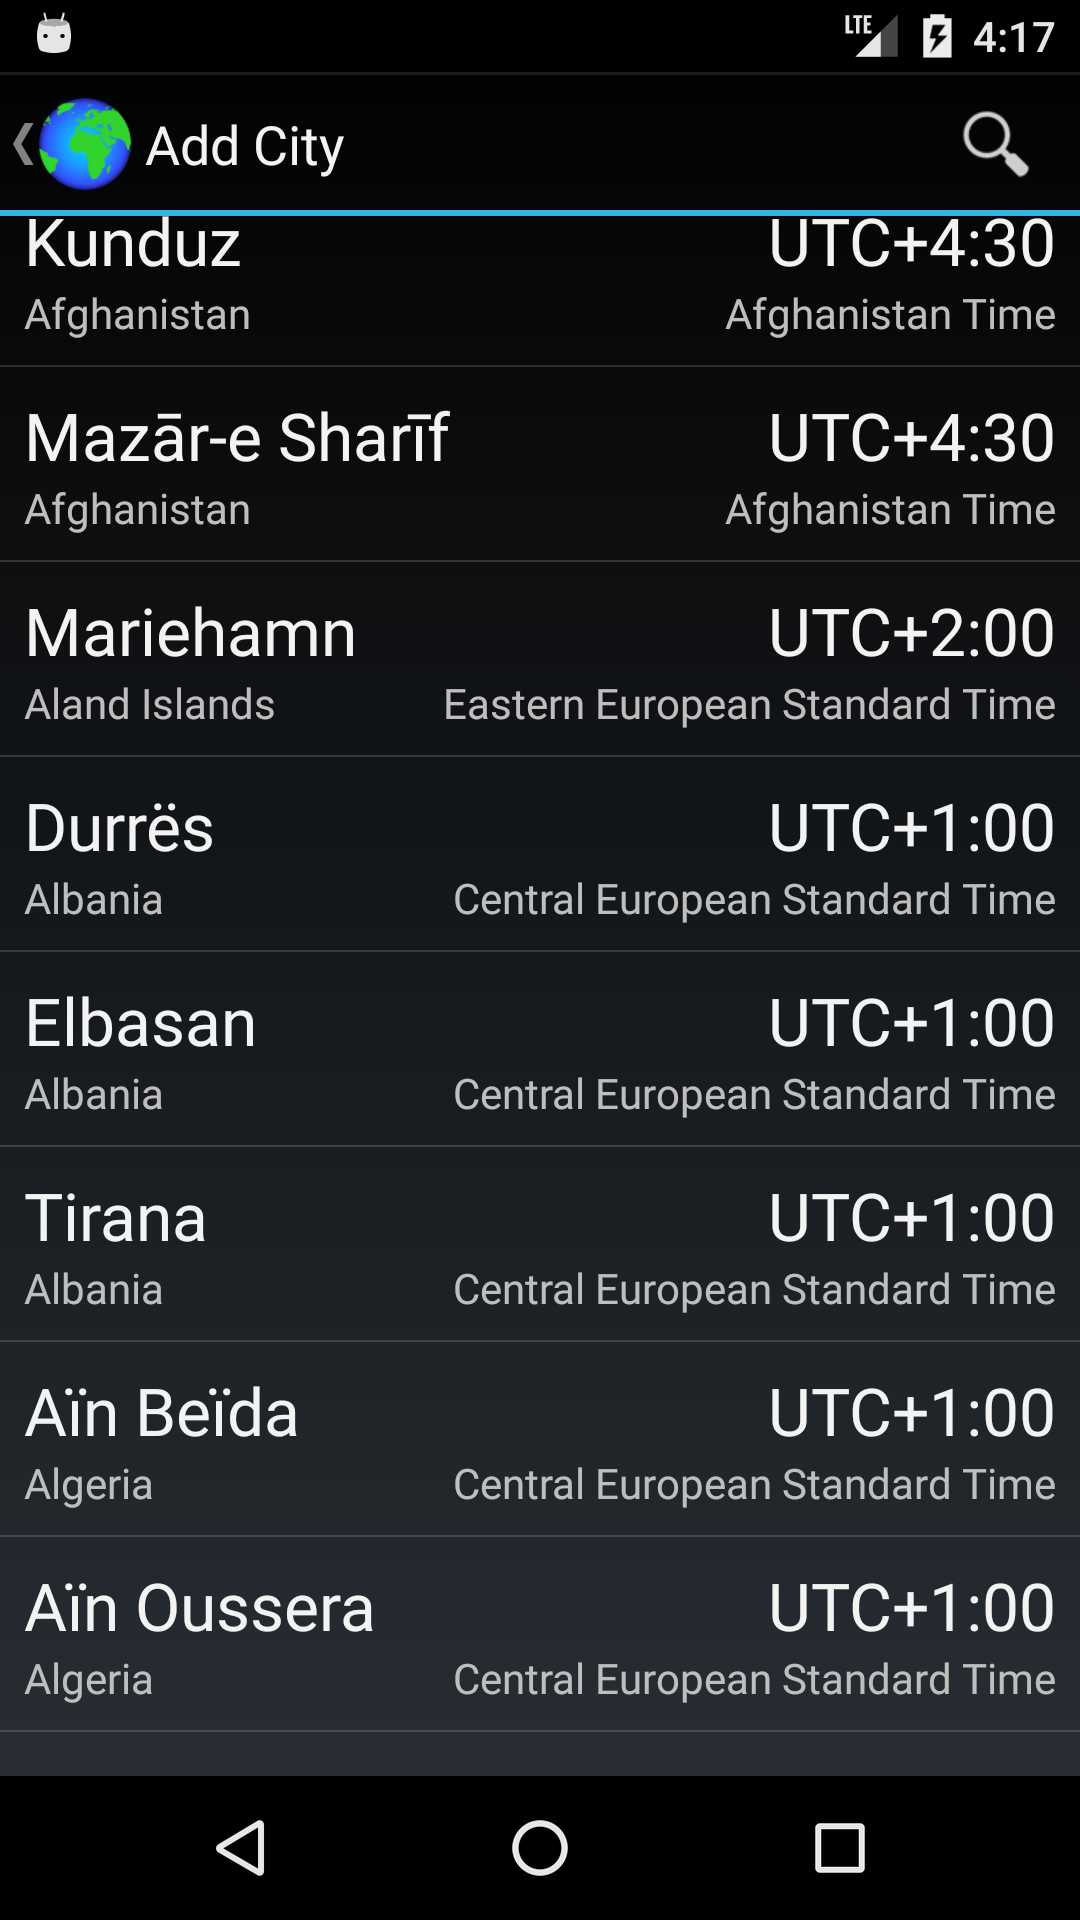 LTE 4:17
Add City
Kunduz UTC+4:30
Afghanistan Afghanistan Time
Mazār-e Sharīf UTC+4:30
Afghanistan Afghanistan Time
Mariehamn UTC+2:00
Aland Islands Eastern European Standard Time
Durrës UTC+1:00
Albania Central European Standard Time
Elbasan UTC+1:00
Albania Central European Standard Time
Tirana UTC+1:00
Albania Central European Standard Time
Aïn Beïda UTC+1:00
Algeria Central European Standard Time
Aïn Oussera UTC+1:00
Algeria Central European Standard Time